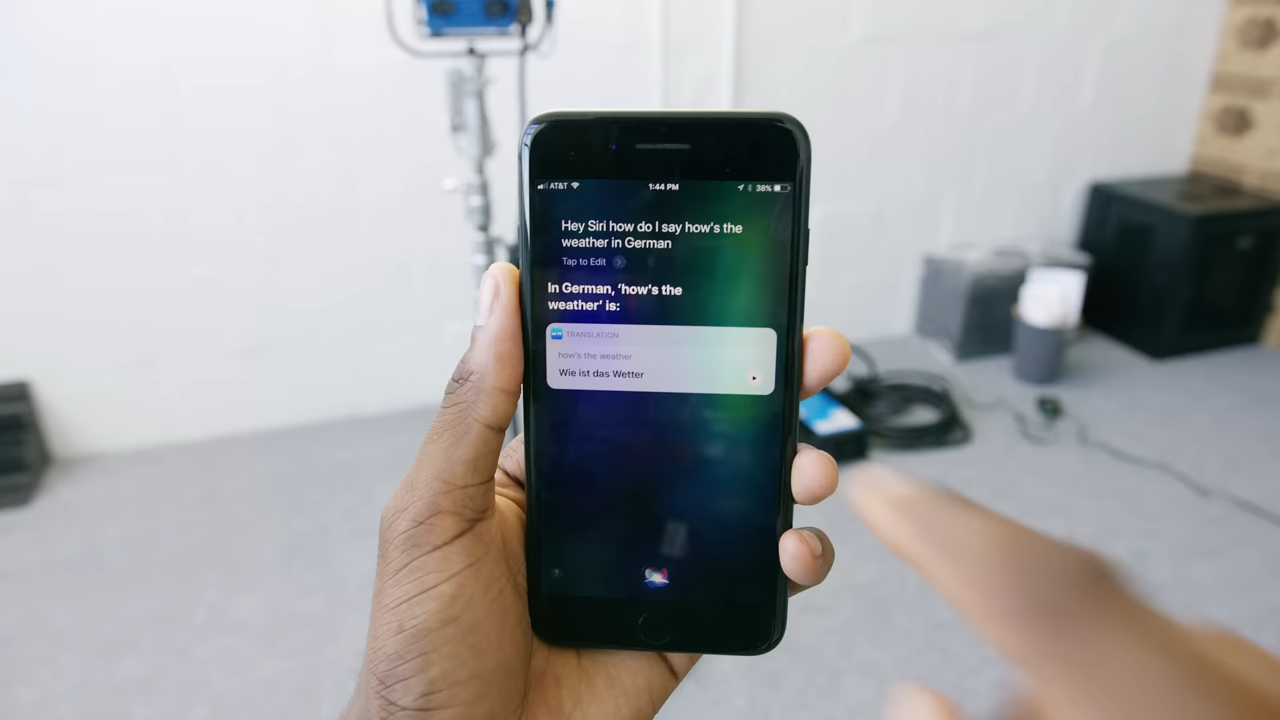 AT&T 1:44 PM 38%
Hey Siri how do I say how's the
weather in German
Tap to Edit
In German, ‘how's the
weather’ is:
TRANSLATION
how's the weather
Wie ist das Wetter
?